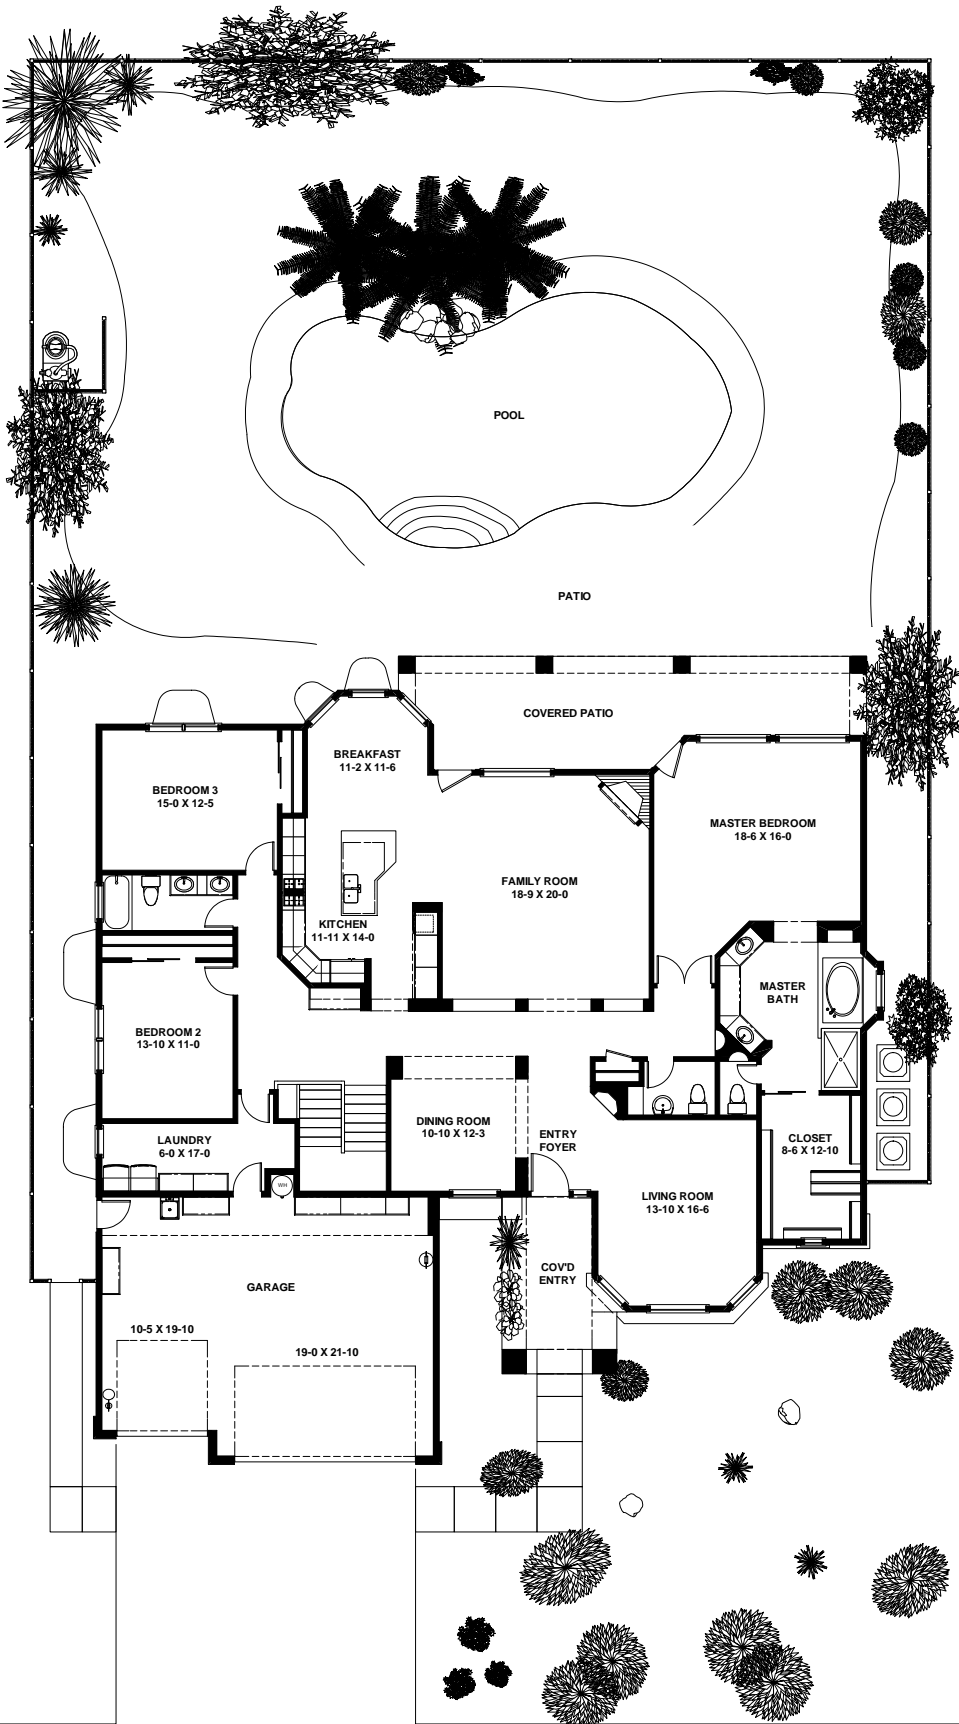 POOL
PATIO
COVERED PATIO
BREAKFAST
11-2 X 11-6
BEDROOM 3
15-0 X 12-5
MASTER BEDROOM
18-6 X 16-0
FAMILY ROOM
18-9 X 20-0
KITCHEN
11-11 X 14-0
MASTER
BATH
BEDROOM 2
13-10 X 11-0
DINING ROOM
10-10 X 12-3
ENTRY
FOYER
LAUNDRY
6-0 X 17-0
CLOSET
8-6 X 12-10
WH
LIVING ROOM
13-10 X 16-6
COV'D
ENTRY
GARAGE
10-5 X 19-10
19-0 X 21-10